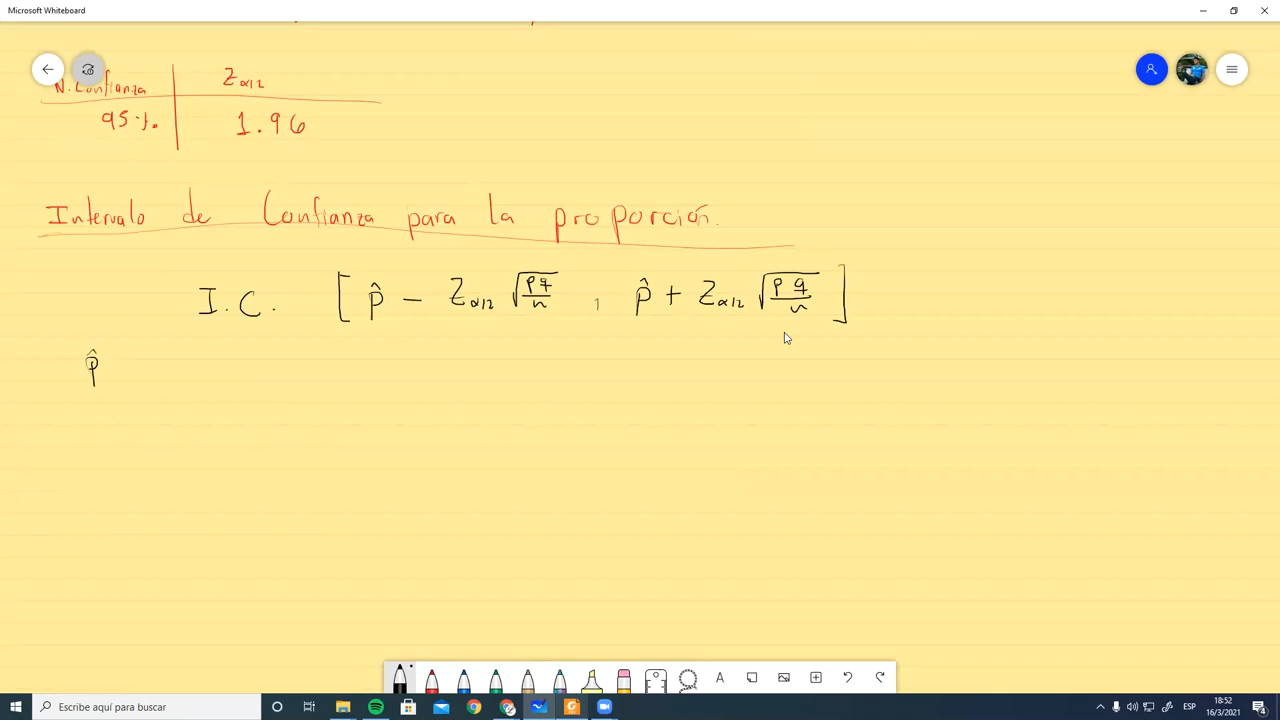 Microsoft Whiteboard
N. Confianza Zα/2
95%. 1.96
Intervalo de Confianza para la proporción.
I. C. [ p̂ - Zα/2 √pq/n , p̂ + Zα/2 √pq/n ]
p̂
Escribe aquí para buscar
ESP
18:52
16/3/2021